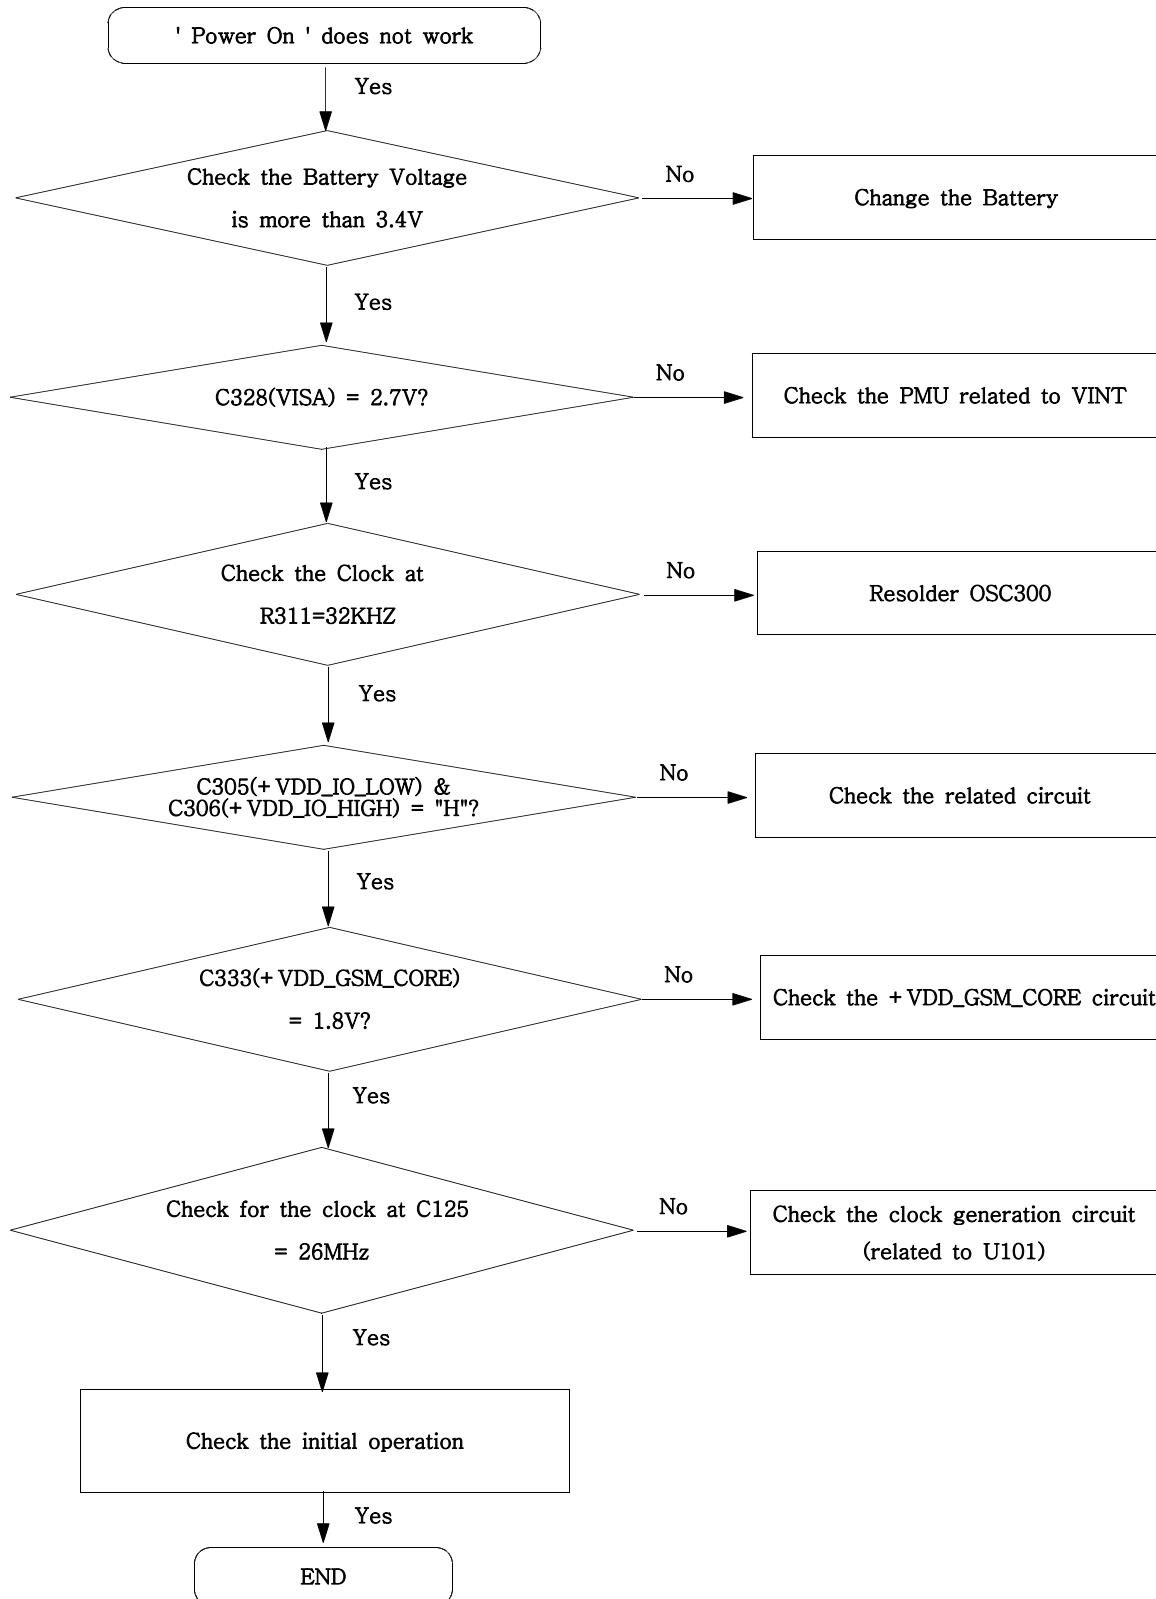 ' Power On ' does not work
Yes
Check the Battery Voltage
is more than 3.4V
No
Change the Battery
Yes
C328(VISA) = 2.7V?
No
Check the PMU related to VINT
Yes
Check the Clock at
R311=32KHZ
No
Resolder OSC300
Yes
C305(+VDD_IO_LOW) &
C306(+VDD_IO_HIGH) = "H"?
No
Check the related circuit
Yes
C333(+VDD_GSM_CORE)
= 1.8V?
No
Check the +VDD_GSM_CORE circuit
Yes
Check for the clock at C125
= 26MHz
No
Check the clock generation circuit
(related to U101)
Yes
Check the initial operation
Yes
END